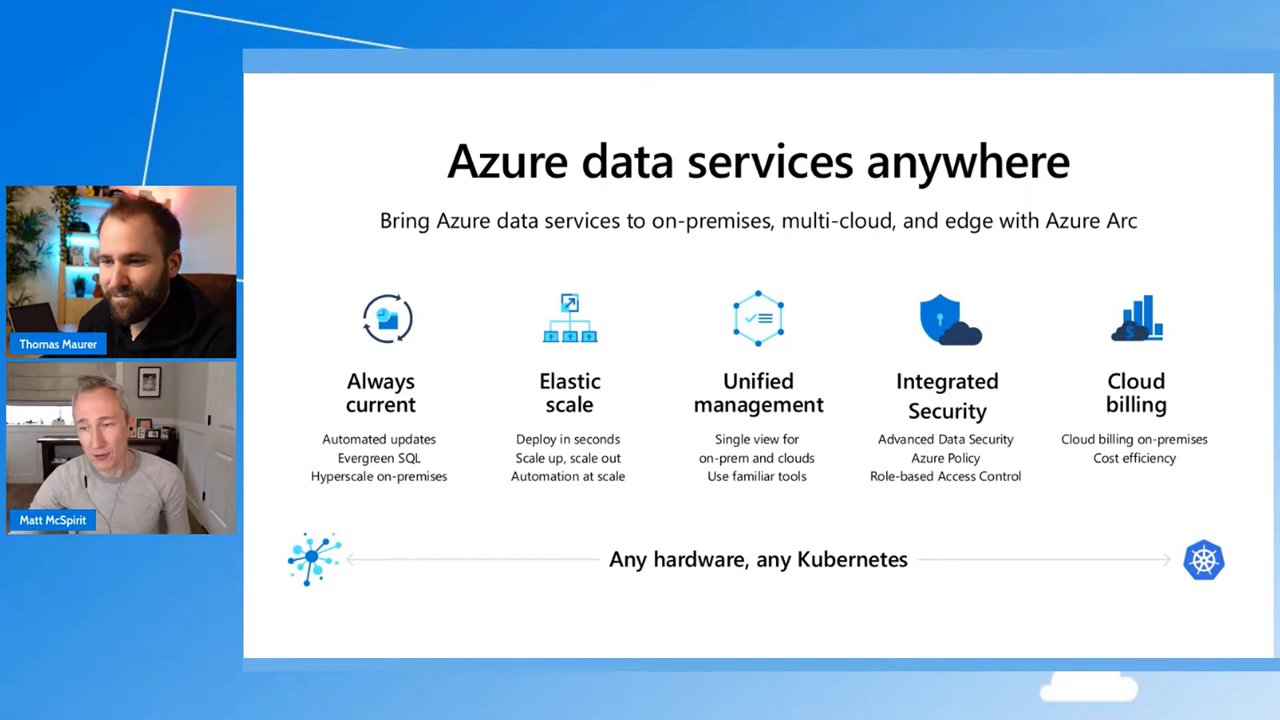 Azure data services anywhere
Bring Azure data services to on-premises, multi-cloud, and edge with Azure Arc
Always
current
Automated updates
Evergreen SQL
Hyperscale on-premises
Elastic
scale
Deploy in seconds
Scale up, scale out
Automation at scale
Unified
management
Single view for
on-prem and clouds
Use familiar tools
Integrated
Security
Advanced Data Security
Azure Policy
Role-based Access Control
Cloud
billing
Cloud billing on-premises
Cost efficiency
Any hardware, any Kubernetes
Thomas Maurer
Matt McSpirit